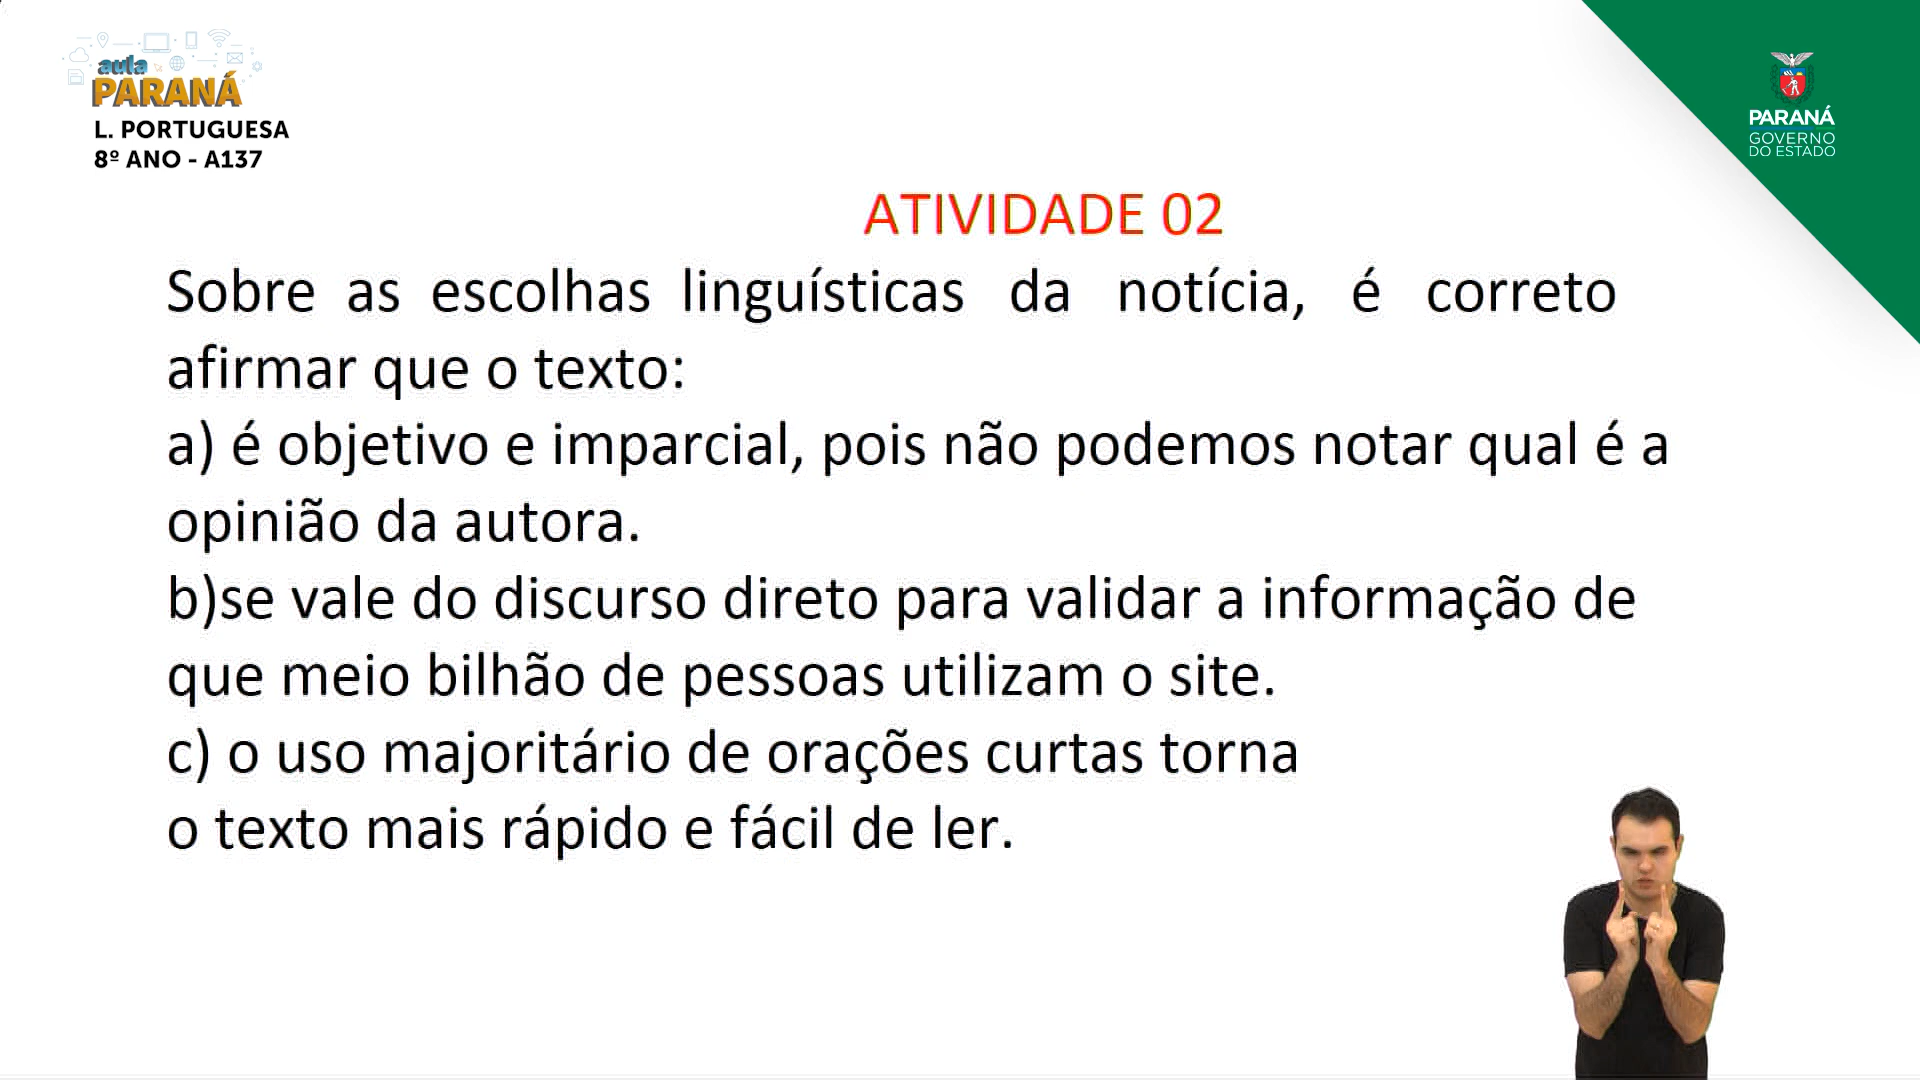 aula
PARANÁ
L. PORTUGUESA
8º ANO - A137
PARANÁ
GOVERNO
DO ESTADO
ATIVIDADE 02
Sobre as escolhas linguísticas da notícia, é correto
afirmar que o texto:
a) é objetivo e imparcial, pois não podemos notar qual é a
opinião da autora.
b)se vale do discurso direto para validar a informação de
que meio bilhão de pessoas utilizam o site.
c) o uso majoritário de orações curtas torna
o texto mais rápido e fácil de ler.